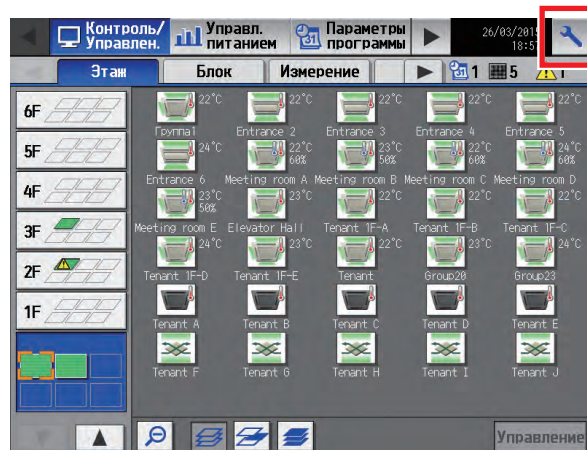 Контроль/ Управл. Параметры 26/03/201
Управлен. питанием программы 18:5
Этаж Блок Измерение 1 5 1
6F
5F
4F
3F
2F
1F
22°C 22°C 22°C 22°C 22°C
Группа1 Entrance 2 Entrance 3 Entrance 4 Entrance 5
24°C 22°C 60% 23°C 50% 22°C 60% 24°C 60%
Entrance 6 Meeting room A Meeting room B Meeting room C Meeting room D
23°C 50% 23°C 22°C 22°C 22°C
Meeting room E Elevator Hall Tenant 1F-A Tenant 1F-B Tenant 1F-C
24°C 23°C 22°C 23°C 24°C
Tenant 1F-D Tenant 1F-E Tenant Group20 Group23
Tenant A Tenant B Tenant C Tenant D Tenant E
Tenant F Tenant G Tenant H Tenant I Tenant J
Управление